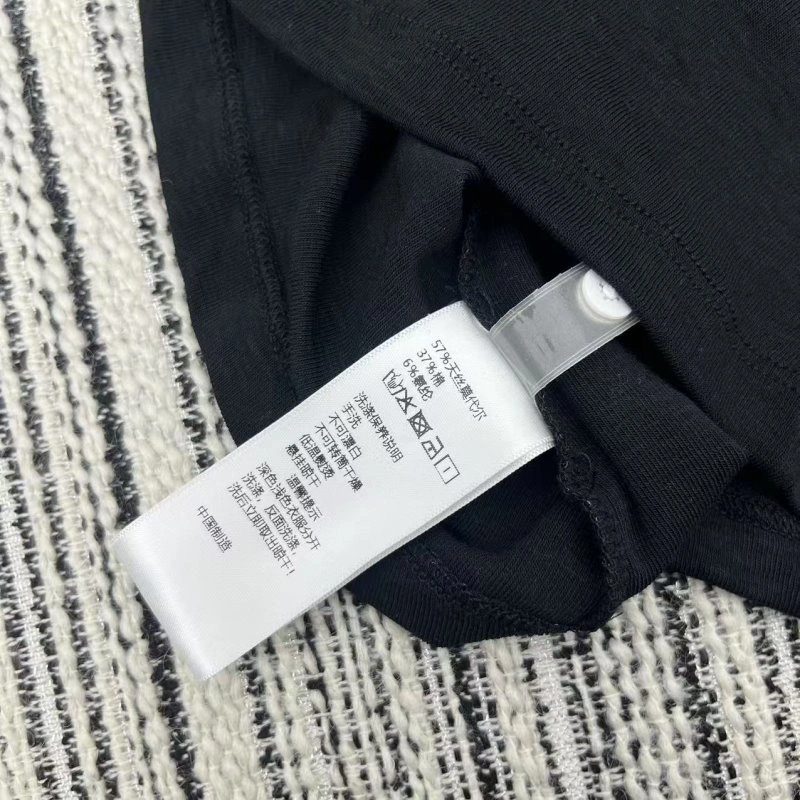 57%天丝莫代尔
37%棉
6%氨纶
洗涤保养说明
手洗
不可漂白
不可转筒干燥
低温熨烫
悬挂晾干
温馨提示
深色浅色衣服分开
洗涤，反面洗涤，
洗后立即取出晾干！
中国制造